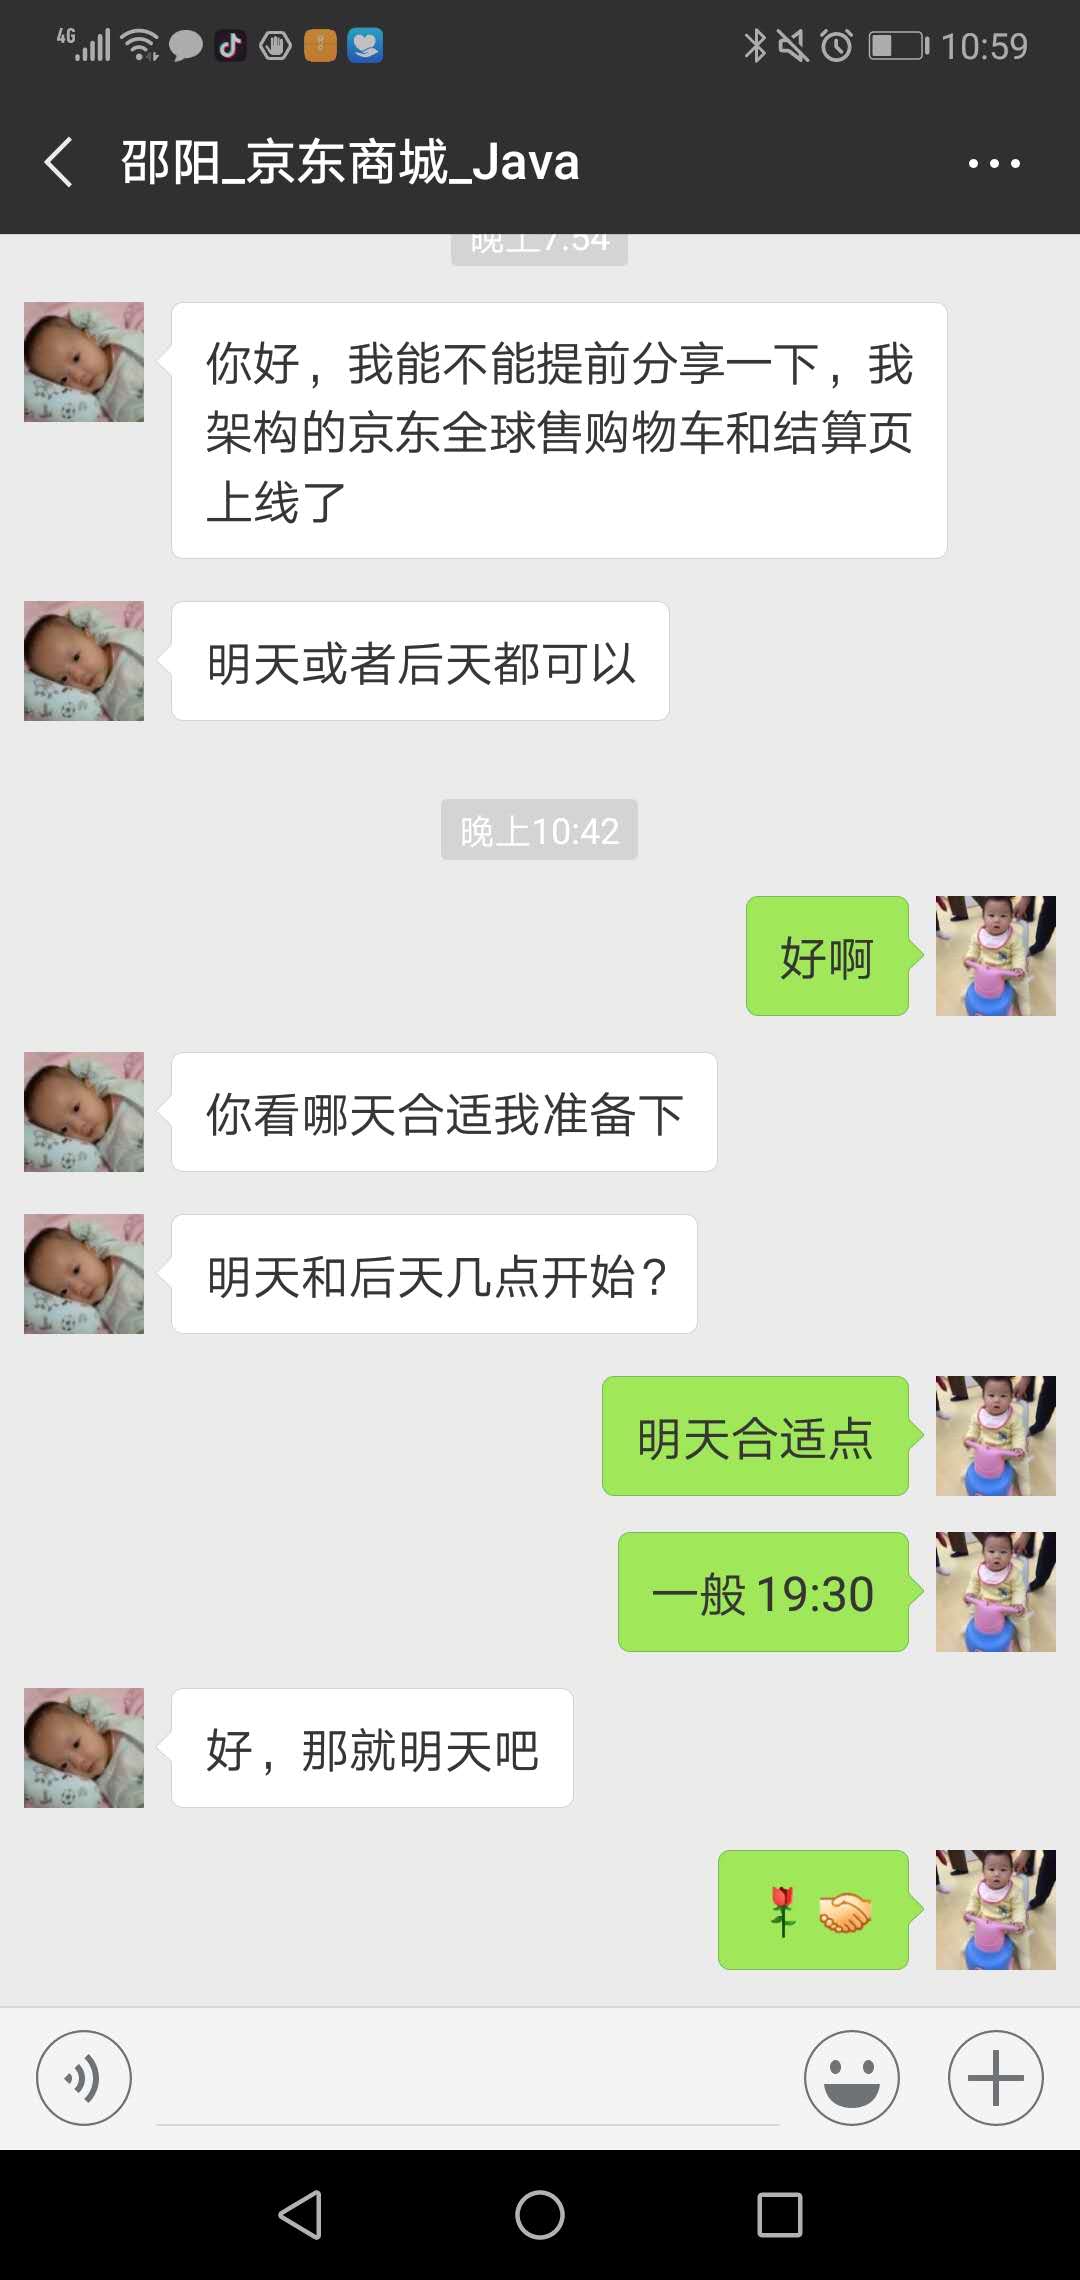 4G
10:59
邵阳_京东商城_Java
晚上7:54
你好，我能不能提前分享一下，我
架构的京东全球售购物车和结算页
上线了
明天或者后天都可以
晚上10:42
好啊
你看哪天合适我准备下
明天和后天几点开始?
明天合适点
一般 19:30
好，那就明天吧